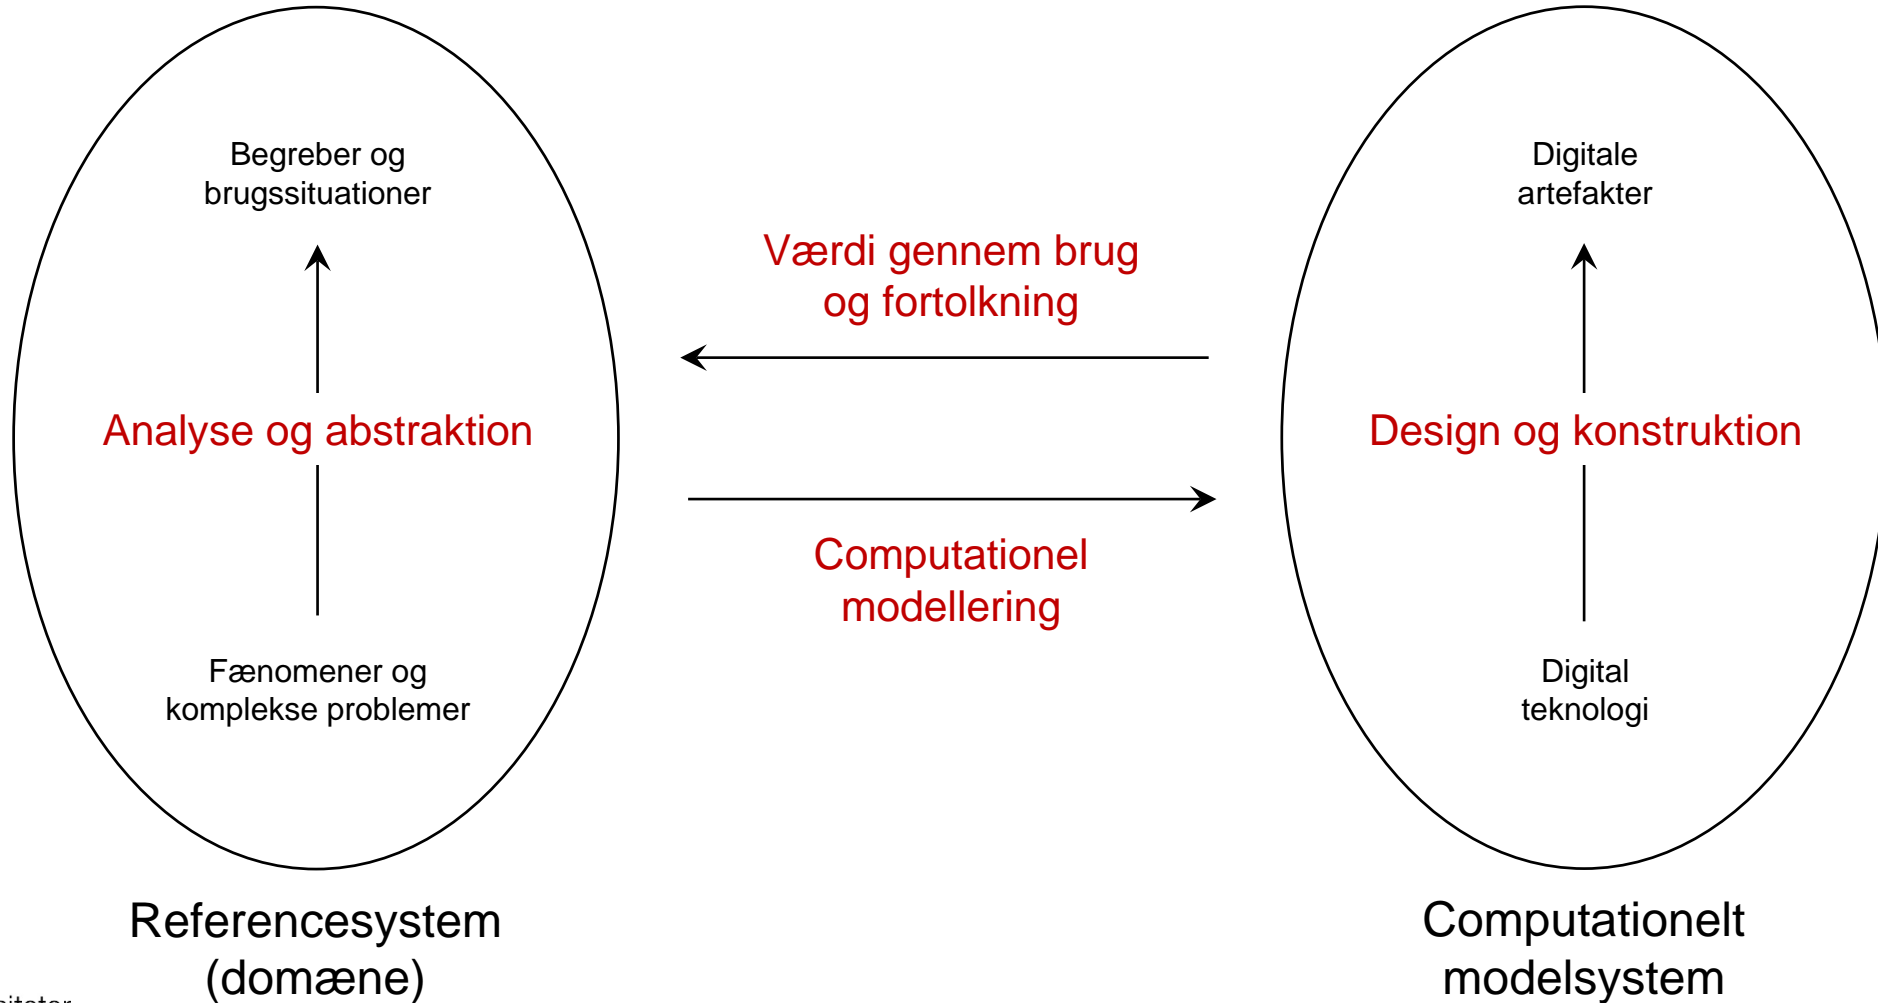 Begreber og
brugssituationer
Analyse og abstraktion
Fænomener og
komplekse problemer
Referencesystem
(domæne)
Værdi gennem brug
og fortolkning
Computationel
modellering
Digitale
artefakter
Design og konstruktion
Digital
teknologi
Computationelt
modelsystem